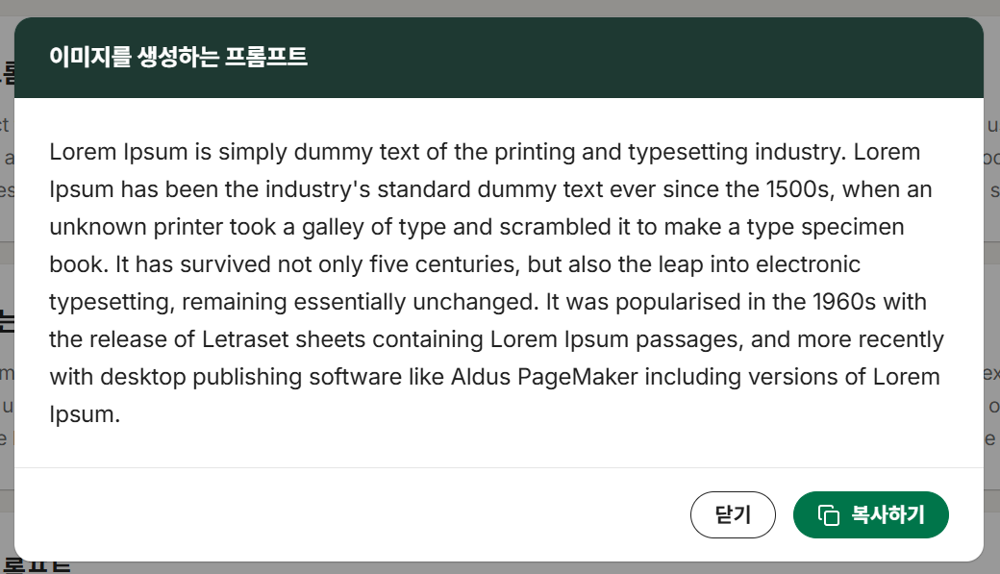 이미지를 생성하는 프롬프트
Lorem Ipsum is simply dummy text of the printing and typesetting industry. Lorem
Ipsum has been the industry's standard dummy text ever since the 1500s, when an
unknown printer took a galley of type and scrambled it to make a type specimen
book. It has survived not only five centuries, but also the leap into electronic
typesetting, remaining essentially unchanged. It was popularised in the 1960s with
the release of Letraset sheets containing Lorem Ipsum passages, and more recently
with desktop publishing software like Aldus PageMaker including versions of Lorem
Ipsum.
닫기
복사하기